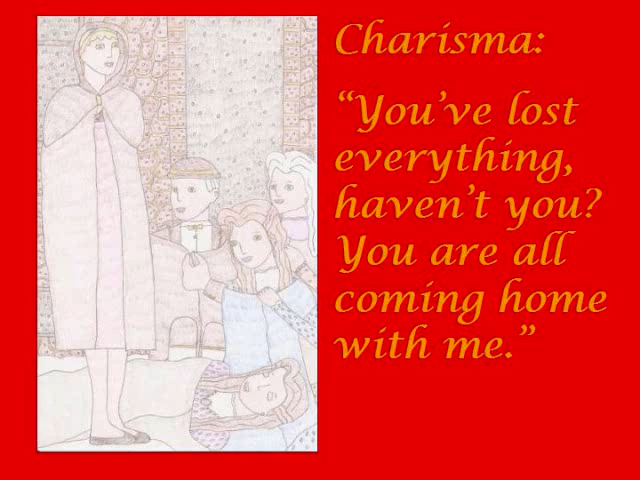 Charisma:
“You’ve lost
everything,
haven’t you?
You are all
coming home
with me.”